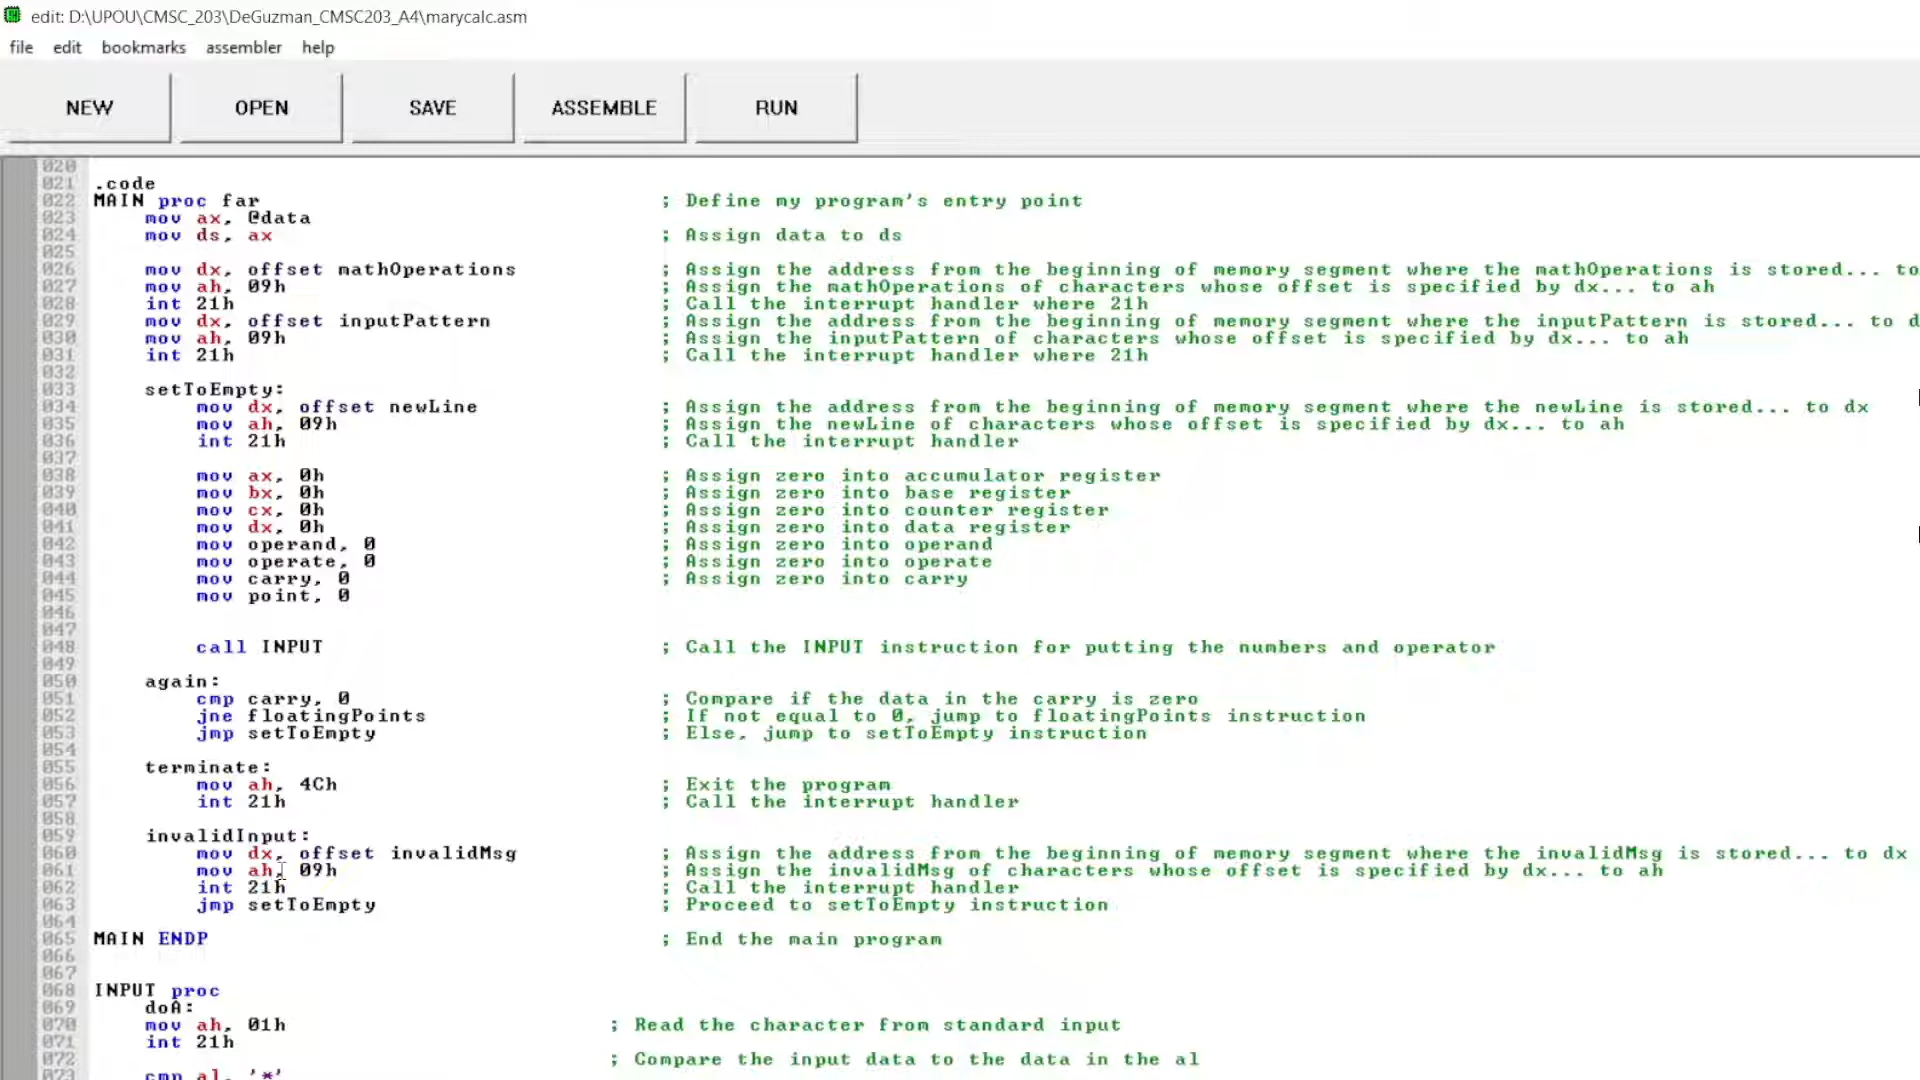 edit: D:\UPOU\CMSC_203\DeGuzman_CMSC203_A4\marycalc.asm
file edit bookmarks assembler help
NEW OPEN SAVE ASSEMBLE RUN
020
021 .code
022 MAIN proc far ; Define my program's entry point
023 mov ax, @data
024 mov ds, ax ; Assign data to ds
025
026 mov dx, offset mathOperations ; Assign the address from the beginning of memory segment where the mathOperations is stored... to
027 mov ah, 09h ; Assign the mathOperations of characters whose offset is specified by dx... to ah
028 int 21h ; Call the interrupt handler where 21h
029 mov dx, offset inputPattern ; Assign the address from the beginning of memory segment where the inputPattern is stored... to d
030 mov ah, 09h ; Assign the inputPattern of characters whose offset is specified by dx... to ah
031 int 21h ; Call the interrupt handler where 21h
032
033 setToEmpty:
034 mov dx, offset newLine ; Assign the address from the beginning of memory segment where the newLine is stored... to dx
035 mov ah, 09h ; Assign the newLine of characters whose offset is specified by dx... to ah
036 int 21h ; Call the interrupt handler
037
038 mov ax, 0h ; Assign zero into accumulator register
039 mov bx, 0h ; Assign zero into base register
040 mov cx, 0h ; Assign zero into counter register
041 mov dx, 0h ; Assign zero into data register
042 mov operand, 0 ; Assign zero into operand
043 mov operate, 0 ; Assign zero into operate
044 mov carry, 0 ; Assign zero into carry
045 mov point, 0
046
047
048 call INPUT ; Call the INPUT instruction for putting the numbers and operator
049
050 again:
051 cmp carry, 0 ; Compare if the data in the carry is zero
052 jne floatingPoints ; If not equal to 0, jump to floatingPoints instruction
053 jmp setToEmpty ; Else, jump to setToEmpty instruction
054
055 terminate:
056 mov ah, 4Ch ; Exit the program
057 int 21h ; Call the interrupt handler
058
059 invalidInput:
060 mov dx, offset invalidMsg ; Assign the address from the beginning of memory segment where the invalidMsg is stored... to dx
061 mov ah, 09h ; Assign the invalidMsg of characters whose offset is specified by dx... to ah
062 int 21h ; Call the interrupt handler
063 jmp setToEmpty ; Proceed to setToEmpty instruction
064
065 MAIN ENDP ; End the main program
066
067
068 INPUT proc
069 doA:
070 mov ah, 01h ; Read the character from standard input
071 int 21h
072 ; Compare the input data to the data in the al
073 cmp al, '*'